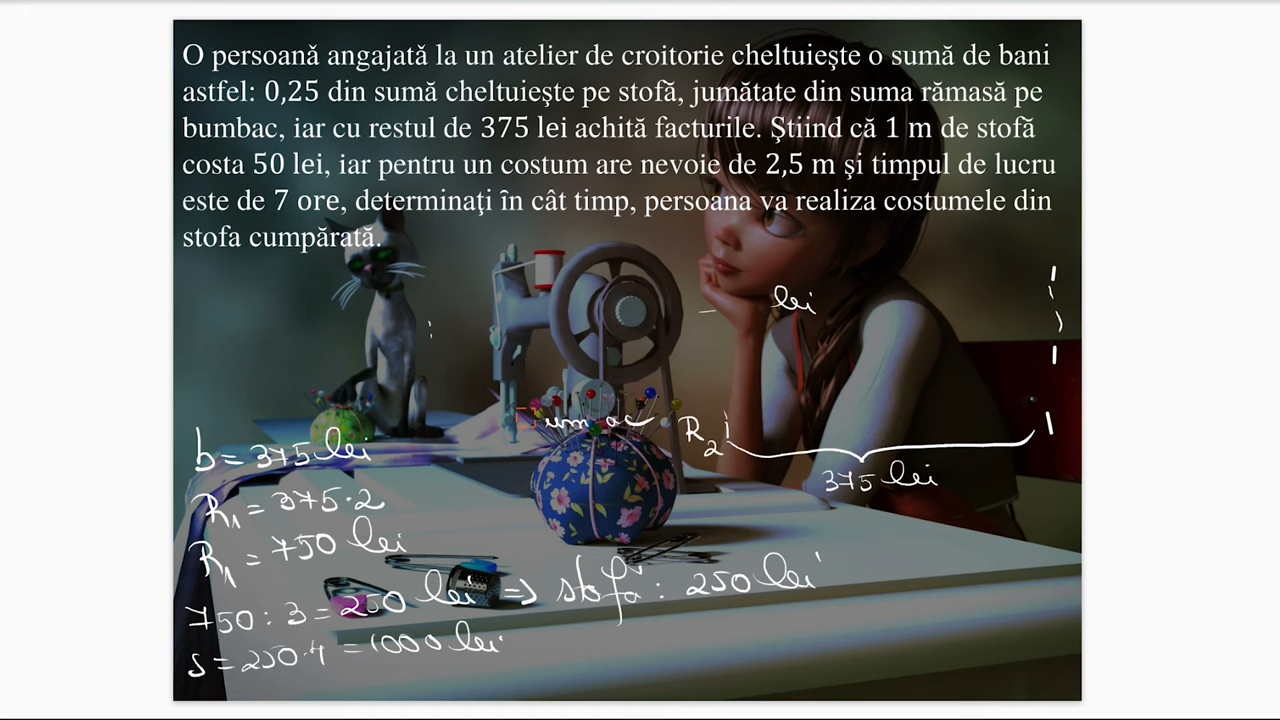 O persoană angajată la un atelier de croitorie cheltuieşte o sumă de bani
astfel: 0,25 din sumă cheltuieşte pe stofă, jumătate din suma rămasă pe
bumbac, iar cu restul de 375 lei achită facturile. Ştiind că 1 m de stofă
costa 50 lei, iar pentru un costum are nevoie de 2,5 m şi timpul de lucru
este de 7 ore, determinaţi în cât timp, persoana va realiza costumele din
stofa cumpărată.
lei
R₂
375 lei
b = 375 lei
R₁ = 375·2
R₁ = 750 lei
750 : 3 = 250 lei => stofă: 250 lei
s = 250·4 = 1000 lei